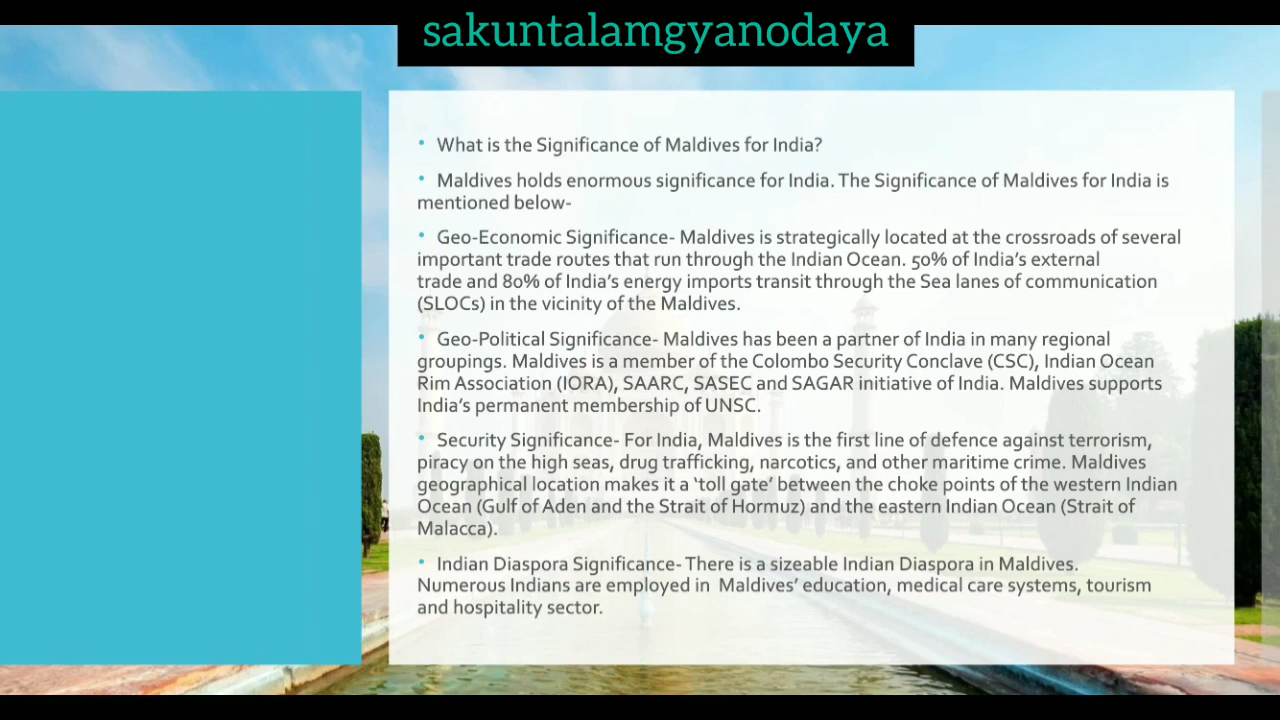 sakuntalamgyanodaya
• What is the Significance of Maldives for India?
• Maldives holds enormous significance for India. The Significance of Maldives for India is
mentioned below-
• Geo-Economic Significance- Maldives is strategically located at the crossroads of several
important trade routes that run through the Indian Ocean. 50% of India's external
trade and 80% of India's energy imports transit through the Sea lanes of communication
(SLOCs) in the vicinity of the Maldives.
• Geo-Political Significance- Maldives has been a partner of India in many regional
groupings. Maldives is a member of the Colombo Security Conclave (CSC), Indian Ocean
Rim Association (IORA), SAARC, SASEC and SAGAR initiative of India. Maldives supports
India's permanent membership of UNSC.
• Security Significance- For India, Maldives is the first line of defence against terrorism,
piracy on the high seas, drug trafficking, narcotics, and other maritime crime. Maldives
geographical location makes it a ‘toll gate’ between the choke points of the western Indian
Ocean (Gulf of Aden and the Strait of Hormuz) and the eastern Indian Ocean (Strait of
Malacca).
• Indian Diaspora Significance- There is a sizeable Indian Diaspora in Maldives.
Numerous Indians are employed in  Maldives’ education, medical care systems, tourism
and hospitality sector.